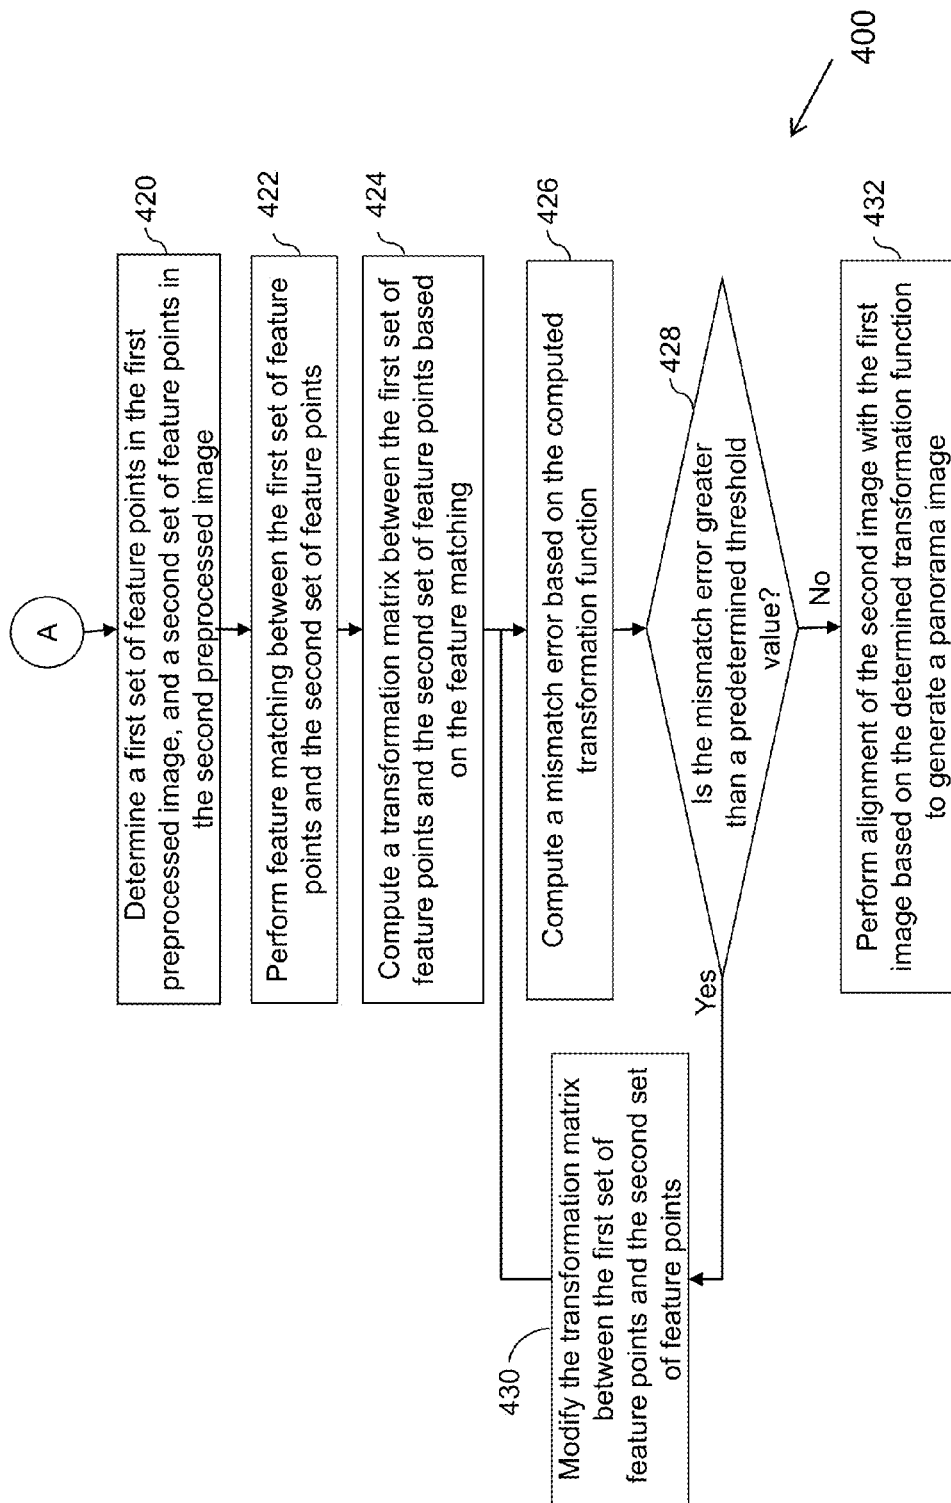 A
Determine a first set of feature points in the first
preprocessed image, and a second set of feature points in
the second preprocessed image
420
Perform feature matching between the first set of feature
points and the second set of feature points
422
Compute a transformation matrix between the first set of
feature points and the second set of feature points based
on the feature matching
424
Compute a mismatch error based on the computed
transformation function
426
Is the mismatch error greater
than a predetermined threshold
value?
428
Yes
No
Modify the transformation matrix
between the first set of
feature points and the second set
of feature points
430
Perform alignment of the second image with the first
image based on the determined transformation function
to generate a panorama image
432
400